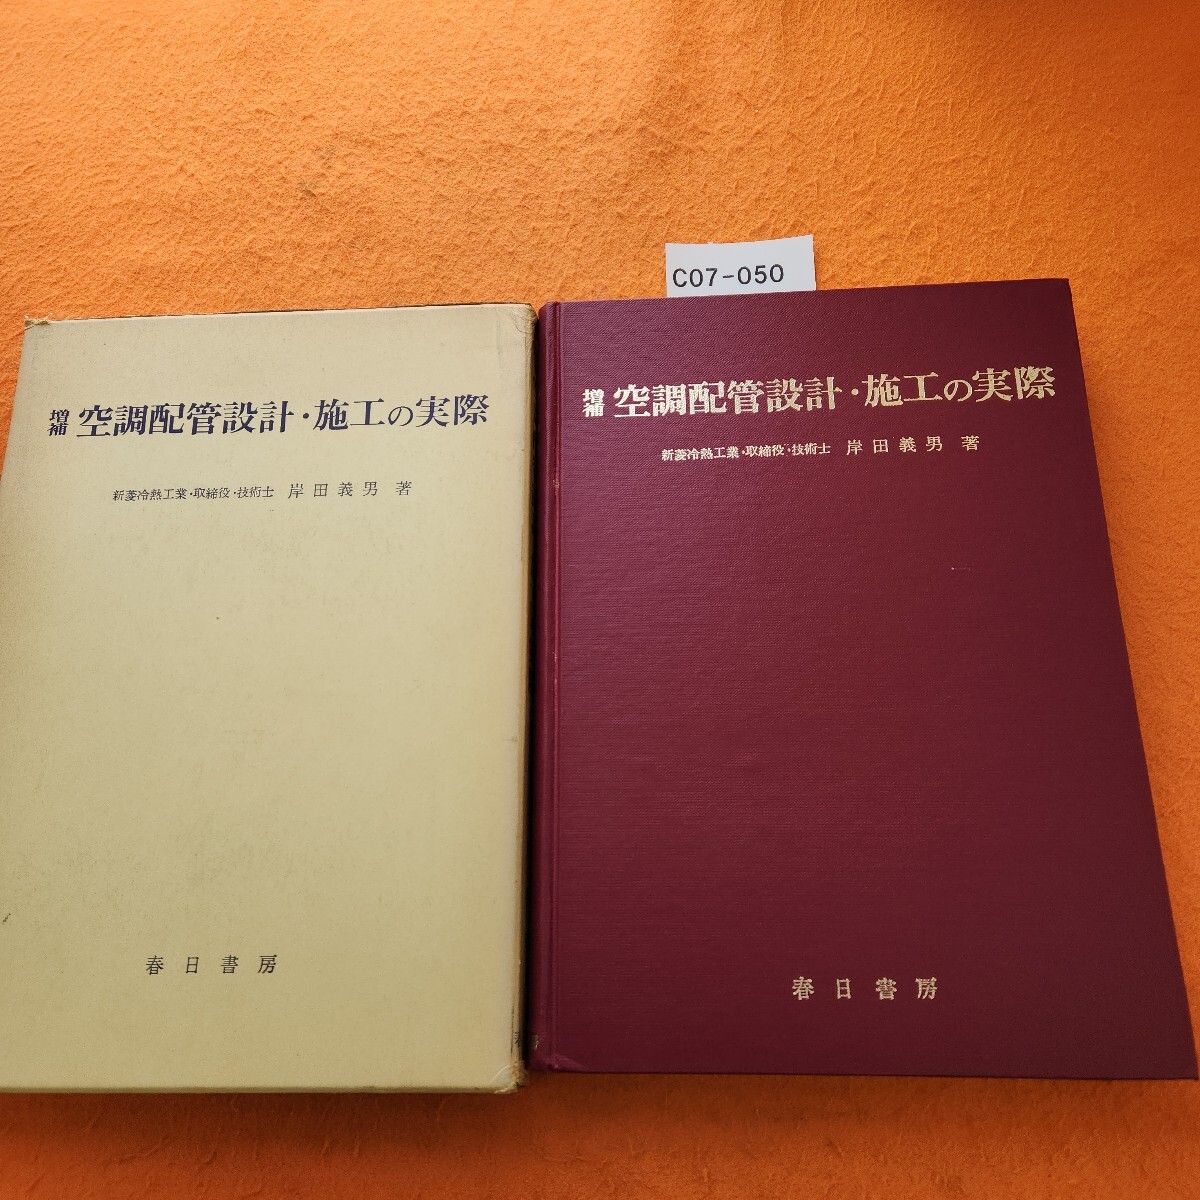 C07-050
増補 空調配管設計・施工の実際
新菱冷熱工業・取締役・技術士 岸田義男 著
春日書房
増補 空調配管設計・施工の実際
新菱冷熱工業・取締役・技術士 岸田義男 著
春日書房